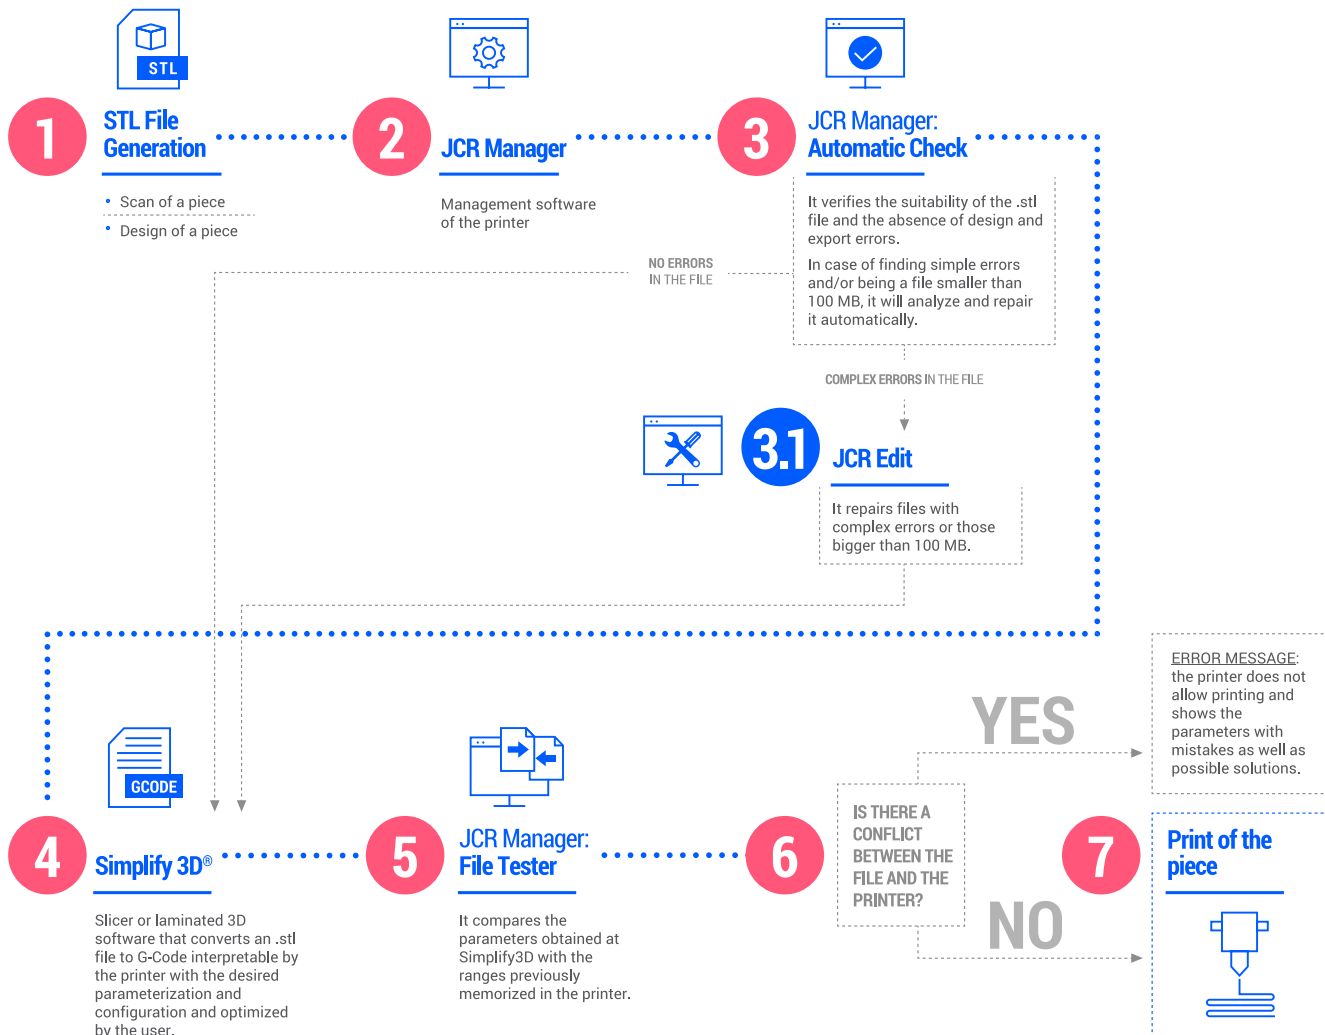 STL
1
STL File
Generation
• Scan of a piece
• Design of a piece
2
JCR Manager
Management software
of the printer
3
JCR Manager:
Automatic Check
It verifies the suitability of the .stl
file and the absence of design and
export errors.
In case of finding simple errors
and/or being a file smaller than
100 MB, it will analyze and repair
it automatically.
NO ERRORS
IN THE FILE
COMPLEX ERRORS IN THE FILE
3.1
JCR Edit
It repairs files with
complex errors or those
bigger than 100 MB.
GCODE
4
Simplify 3D®
Slicer or laminated 3D
software that converts an .stl
file to G-Code interpretable by
the printer with the desired
parameterization and
configuration and optimized
by the user.
5
JCR Manager:
File Tester
It compares the
parameters obtained at
Simplify3D with the
ranges previously
memorized in the printer.
6
IS THERE A
CONFLICT
BETWEEN THE
FILE AND THE
PRINTER?
YES
ERROR MESSAGE:
the printer does not
allow printing and
shows the
parameters with
mistakes as well as
possible solutions.
NO
7
Print of the
piece